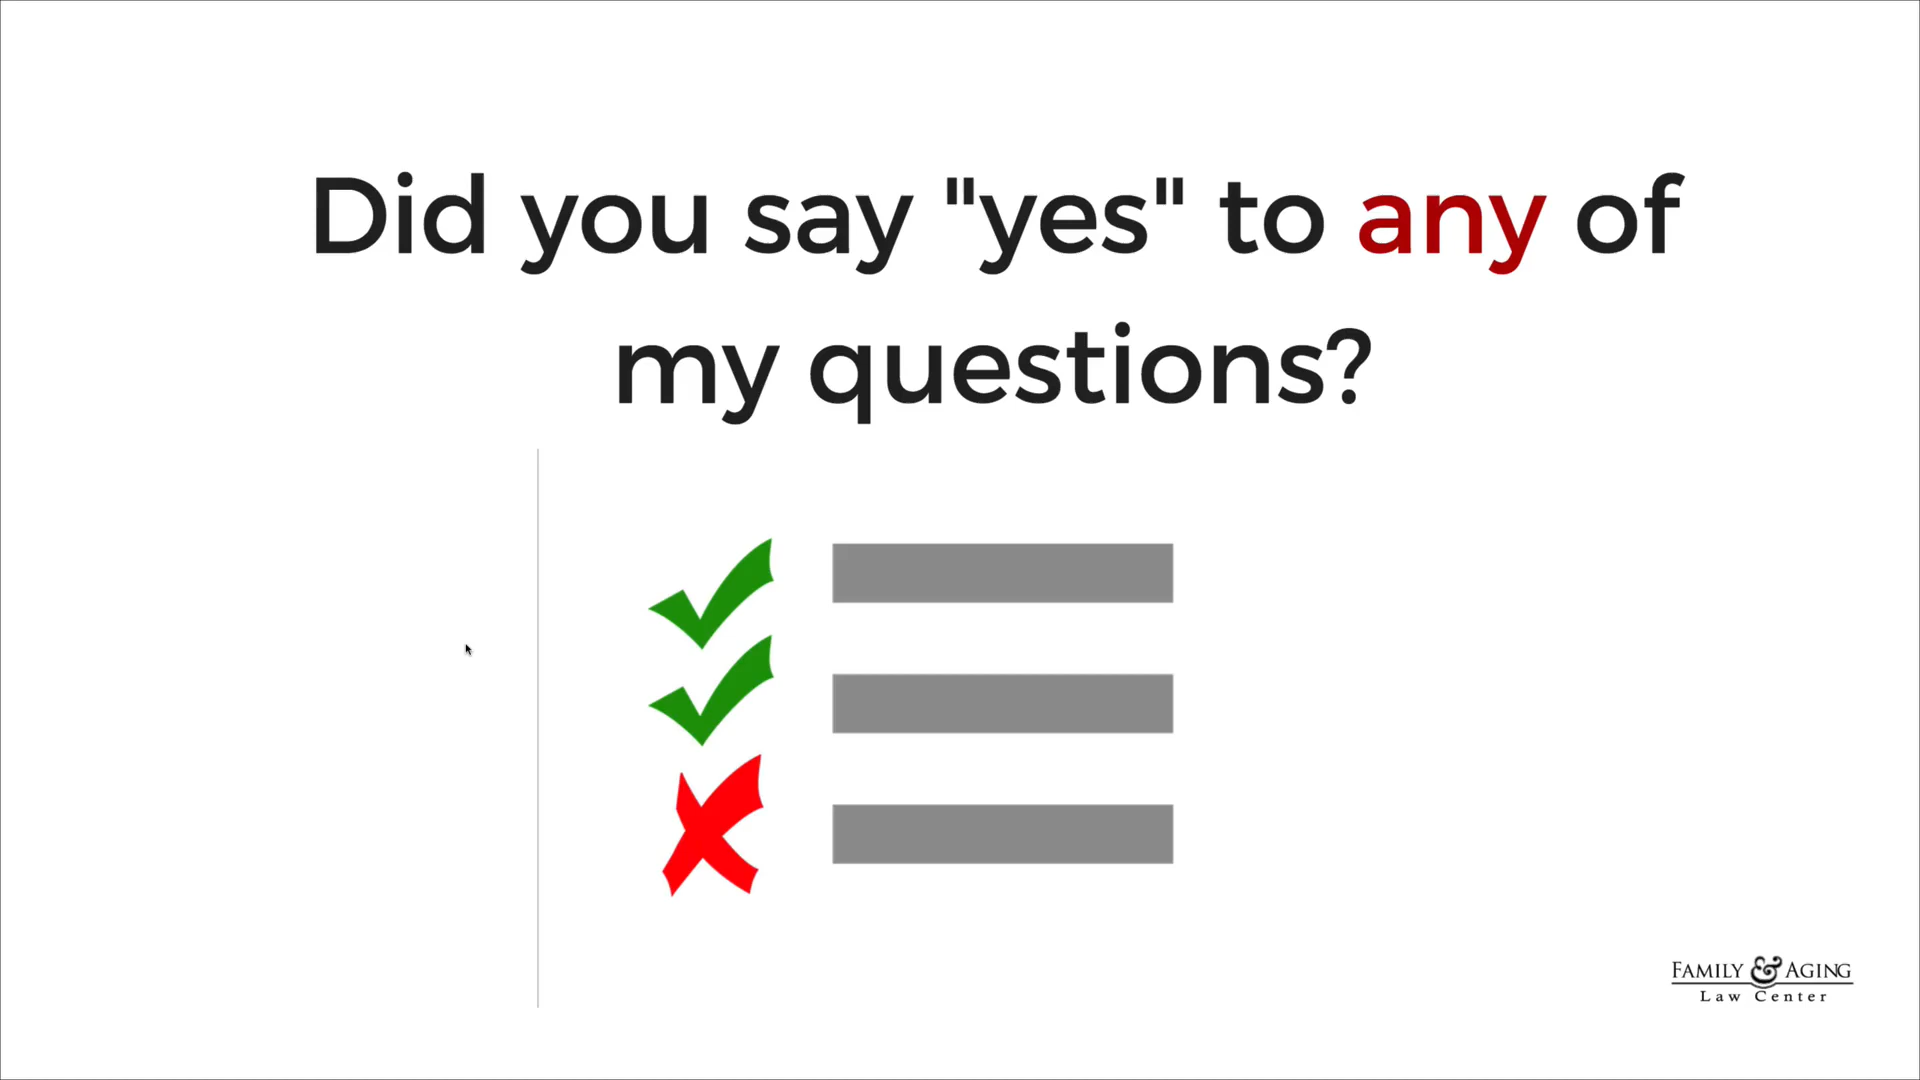 Did you say "yes" to any of
my questions?
FAMILY & AGING
Law Center